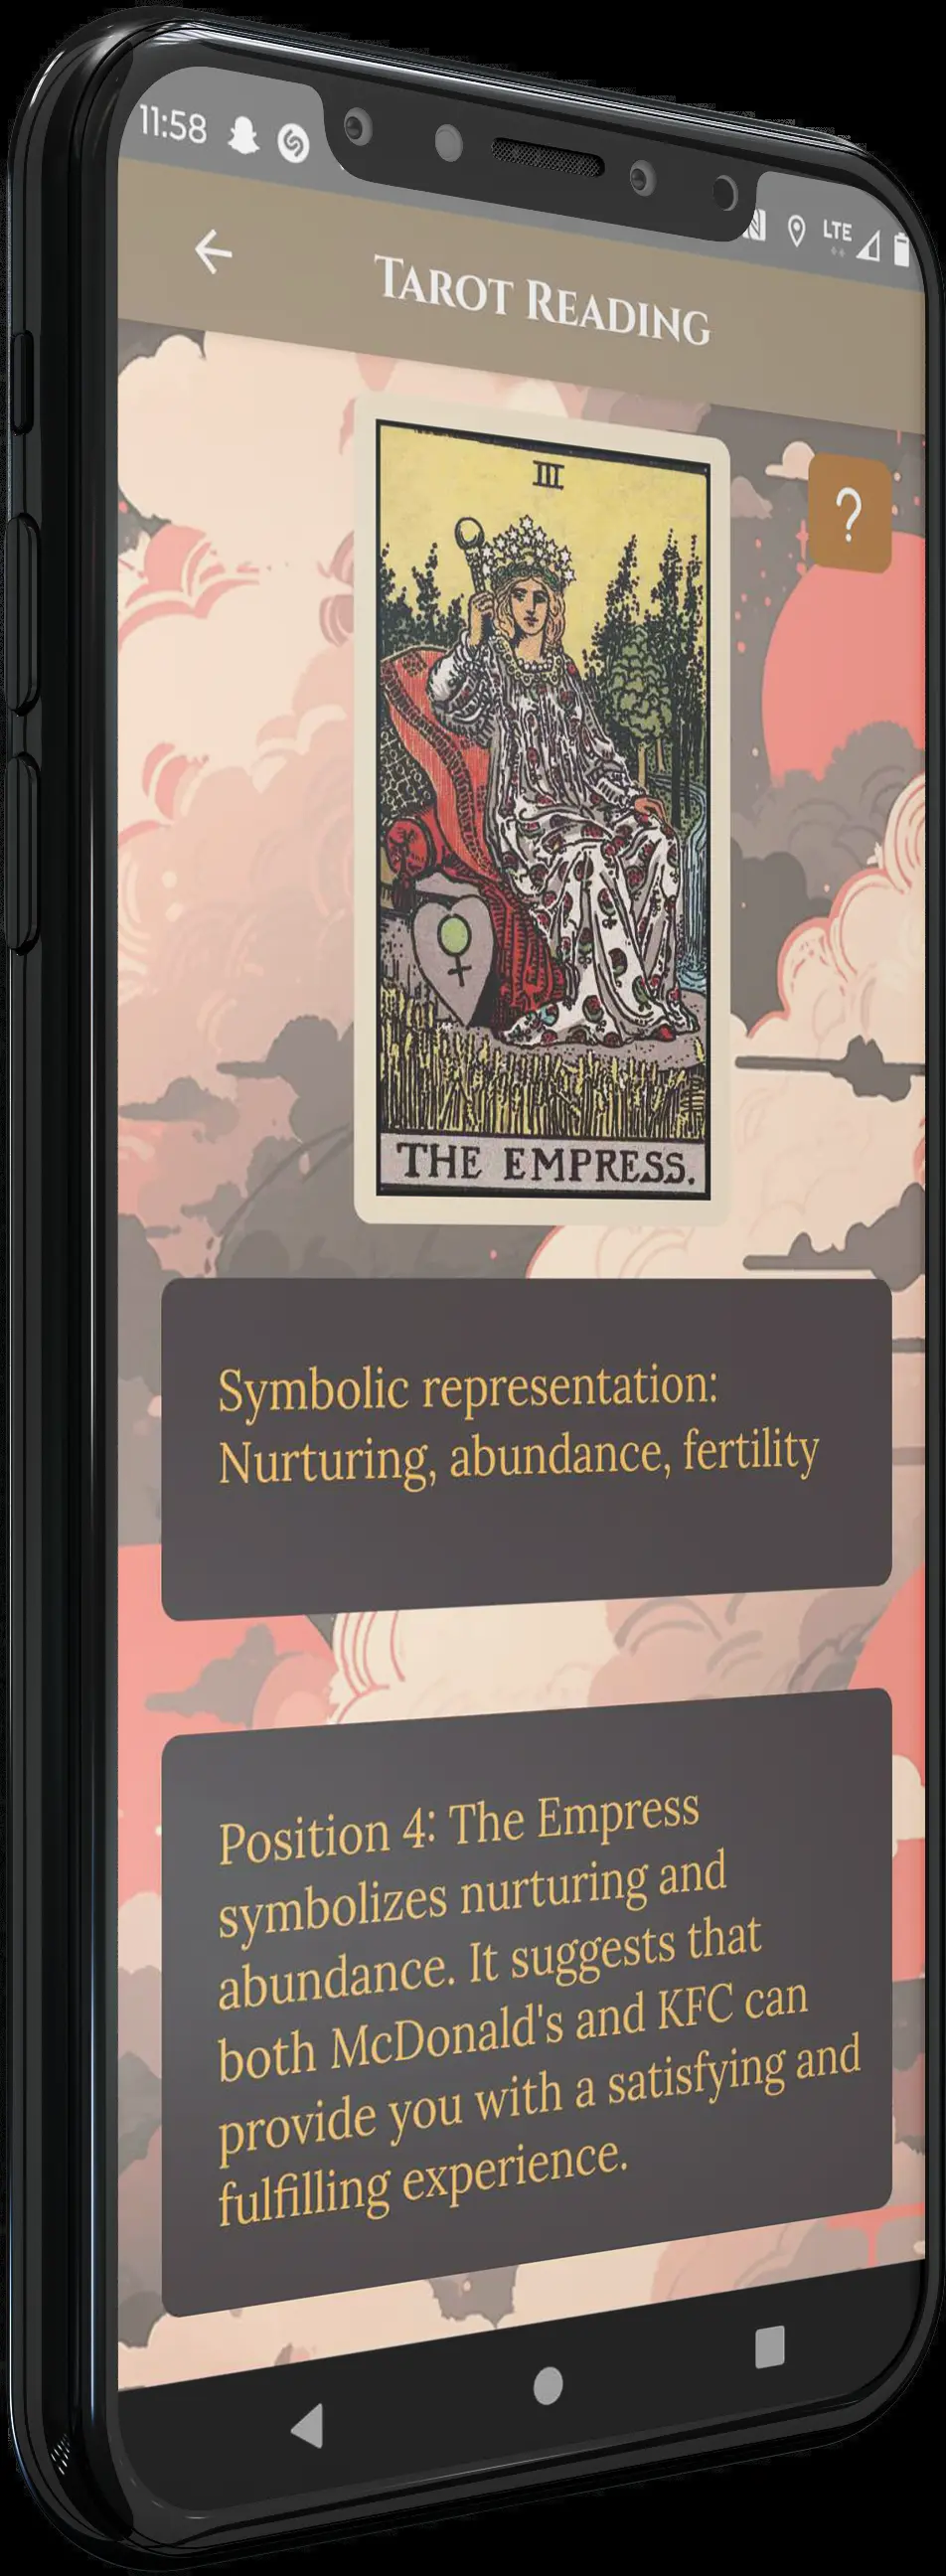 11:58
LTE
TAROT READING
III
?
THE EMPRESS.
Symbolic representation:
Nurturing, abundance, fertility
Position 4: The Empress
symbolizes nurturing and
abundance. It suggests that
both McDonald's and KFC can
provide you with a satisfying and
fulfilling experience.